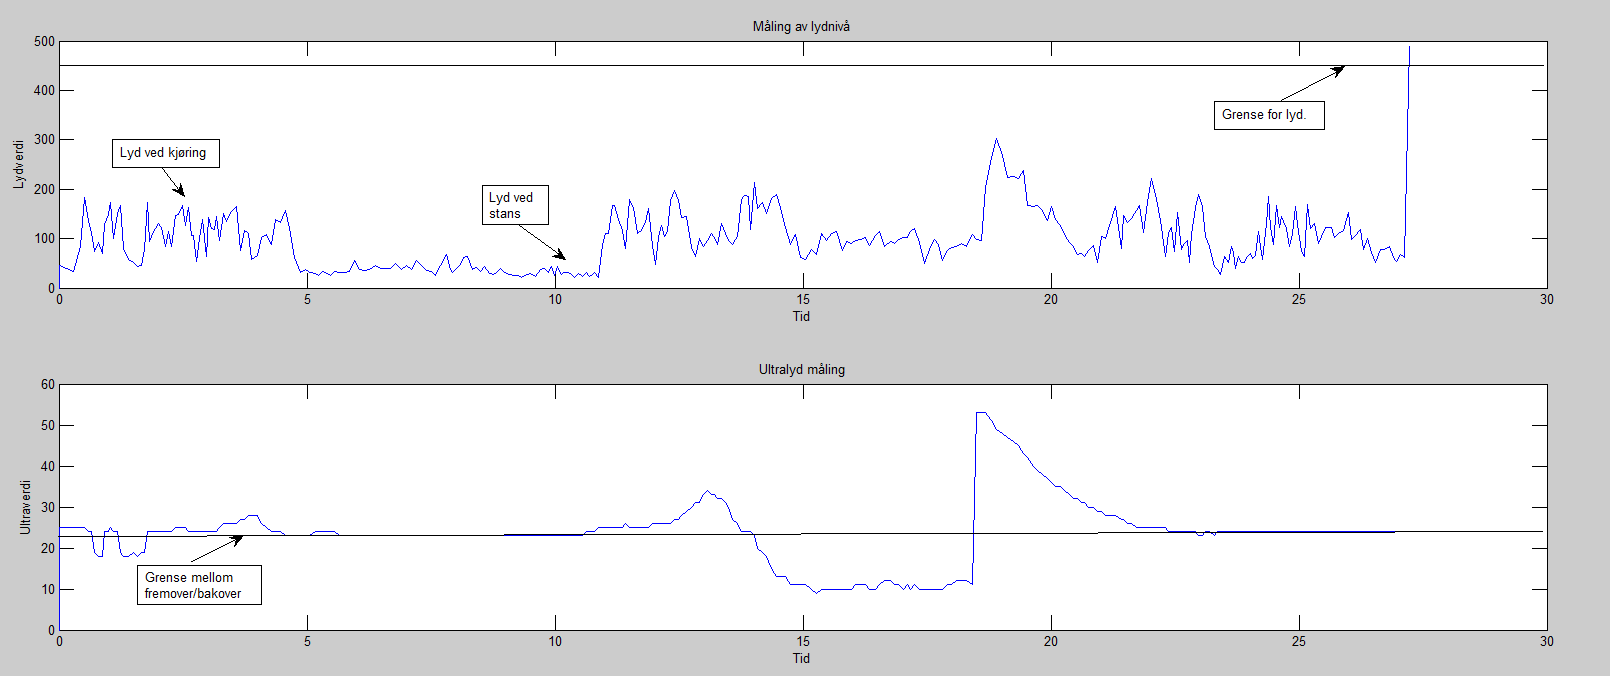 Måling av lydnivå
500
400
300
200
100
0
Lydverdi
Lyd ved kjøring
Lyd ved
stans
Grense for lyd.
0 5 10 15 20 25 30
Tid
Ultralyd måling
60
50
40
30
20
10
0
Ultraverdi
Grense mellom
fremover/bakover
0 5 10 15 20 25 30
Tid